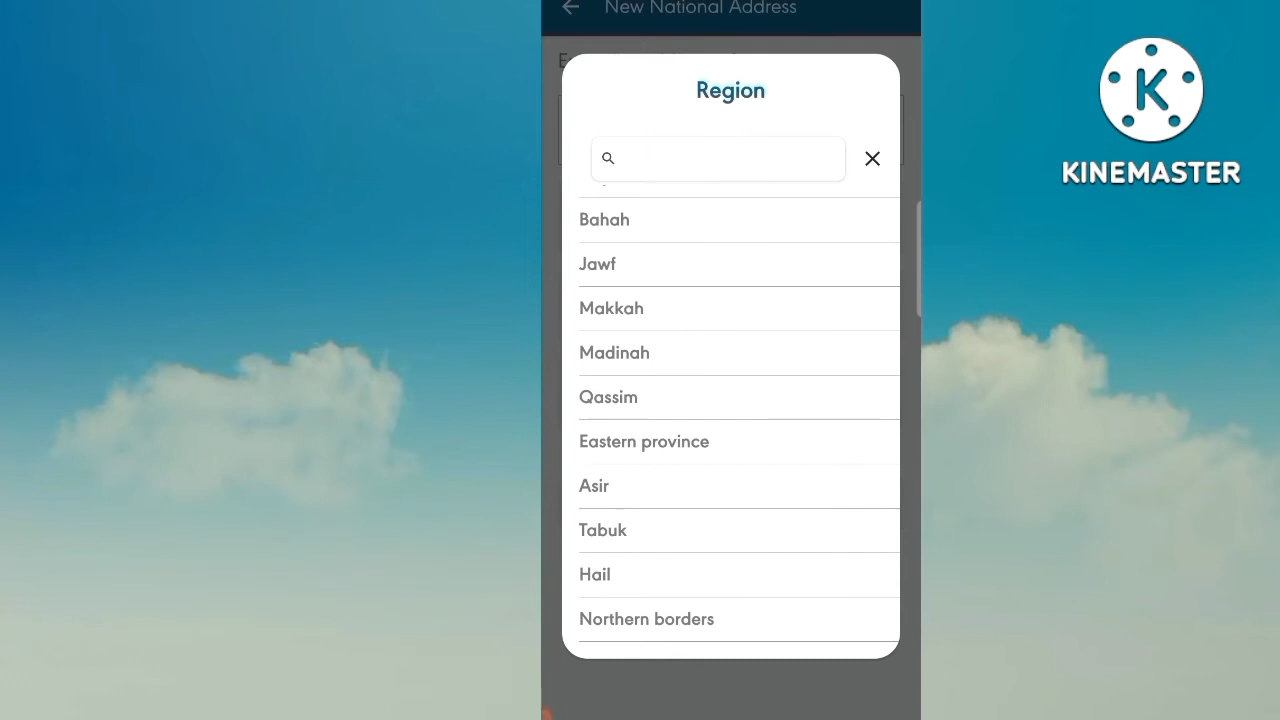 New National Address
Region
Bahah
Jawf
Makkah
Madinah
Qassim
Eastern province
Asir
Tabuk
Hail
Northern borders
K
KINEMASTER